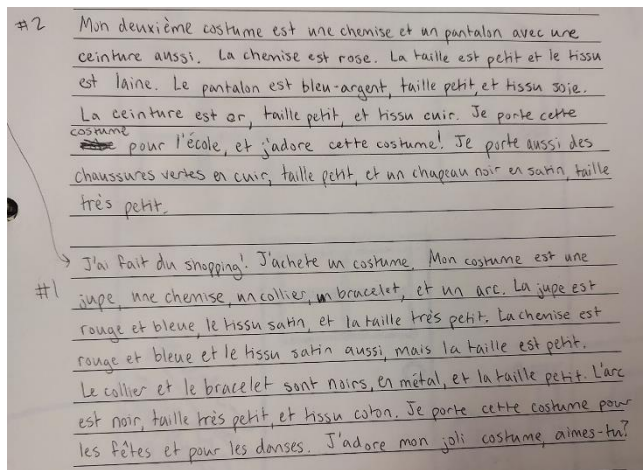 #2 Mon deuxième costume est une chemise et un pantalon avec une
ceinture aussi. La chemise est rose. La taille est petit et le tissu
est laine. Le pantalon est bleu-argent, taille petit, et tissu soie.
La ceinture est or, taille petit, et tissu cuir. Je porte cette
costume pour l'école, et j'adore cette costume! Je porte aussi des
chaussures vertes en cuir, taille petit, et un chapeau noir en satin, taille
très petit.
J'ai fait du shopping! J'achete un costume. Mon costume est une
#1 jupe, une chemise, un collier, un bracelet, et un arc. La jupe est
rouge et bleue, le tissu satin, et la taille très petit. La chemise est
rouge et bleue et le tissu satin aussi, mais la taille est petit.
Le collier et le bracelet sont noirs, en métal, et la taille petit. L'arc
est noir, taille très petit, et tissu coton. Je porte cette costume pour
les fêtes et pour les danses. J'adore mon joli costume, aimes-tu?